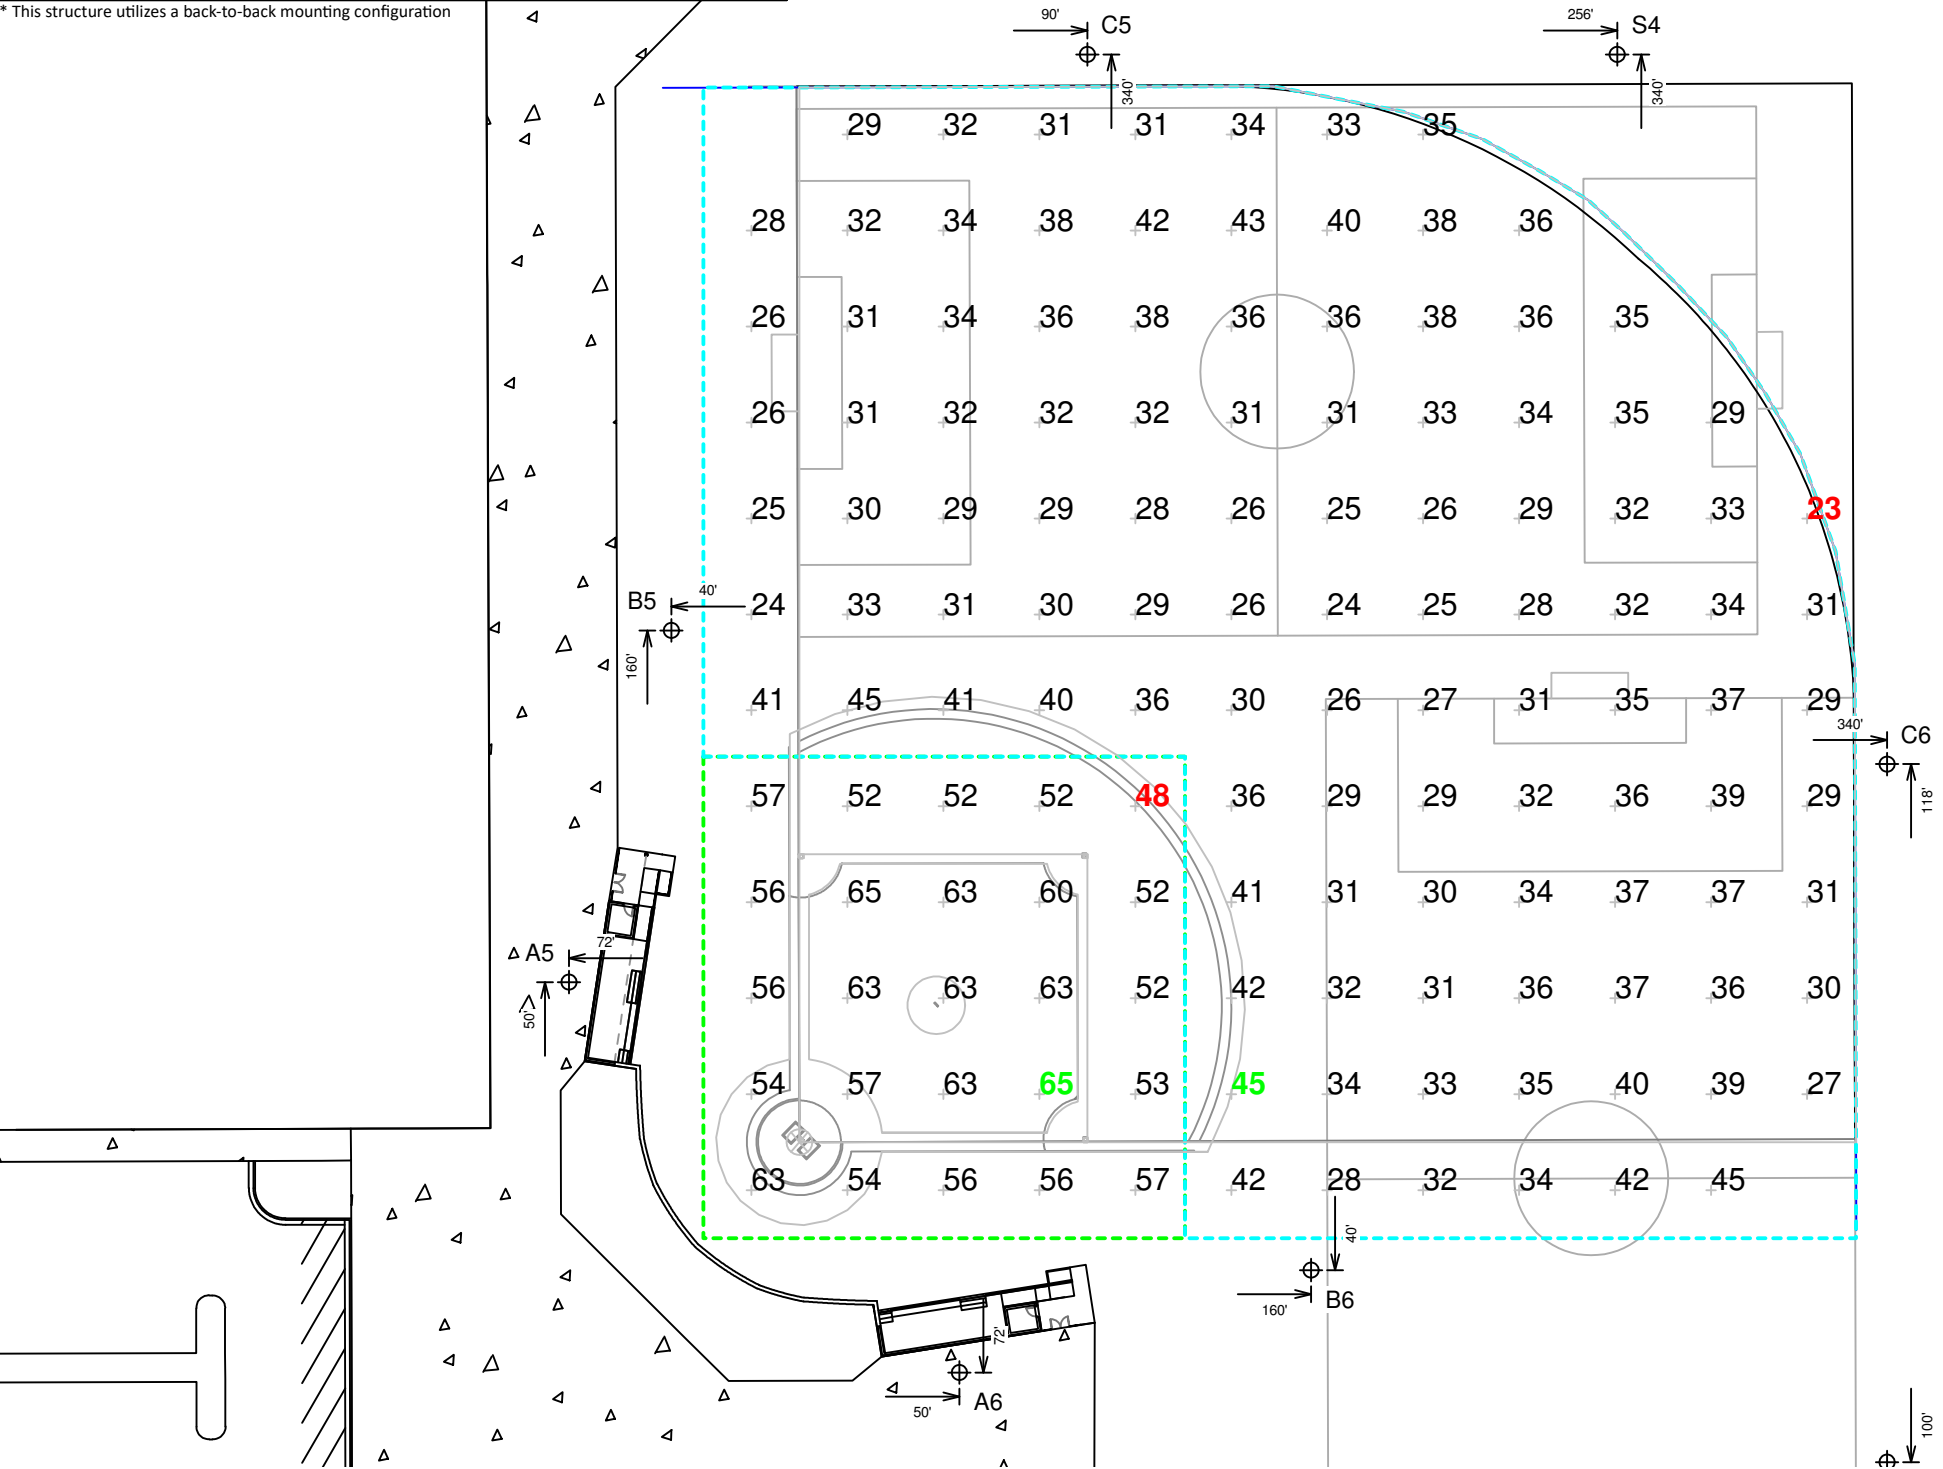 * This structure utilizes a back-to-back mounting configuration
90' C5 256' S4
340' 340'
29 32 31 31 34 33 35
28 32 34 38 42 43 40 38 36
26 31 34 36 38 36 36 38 36 35
26 31 32 32 32 31 31 33 34 35 29
25 30 29 29 28 26 25 26 29 32 33 23
B5 40' 24 33 31 30 29 26 24 25 28 32 34 31
160'
41 45 41 40 36 30 26 27 31 35 37 29
340' C6
57 52 52 52 48 36 29 29 32 36 39 29
118'
56 65 63 60 52 41 31 30 34 37 37 31
A5 72'
56 63 63 63 52 42 32 31 36 37 36 30
50'
54 57 63 65 53 45 34 33 35 40 39 27
63 54 56 56 57 42 28 32 34 42 45
40'
160' B6
72'
50' A6
100'